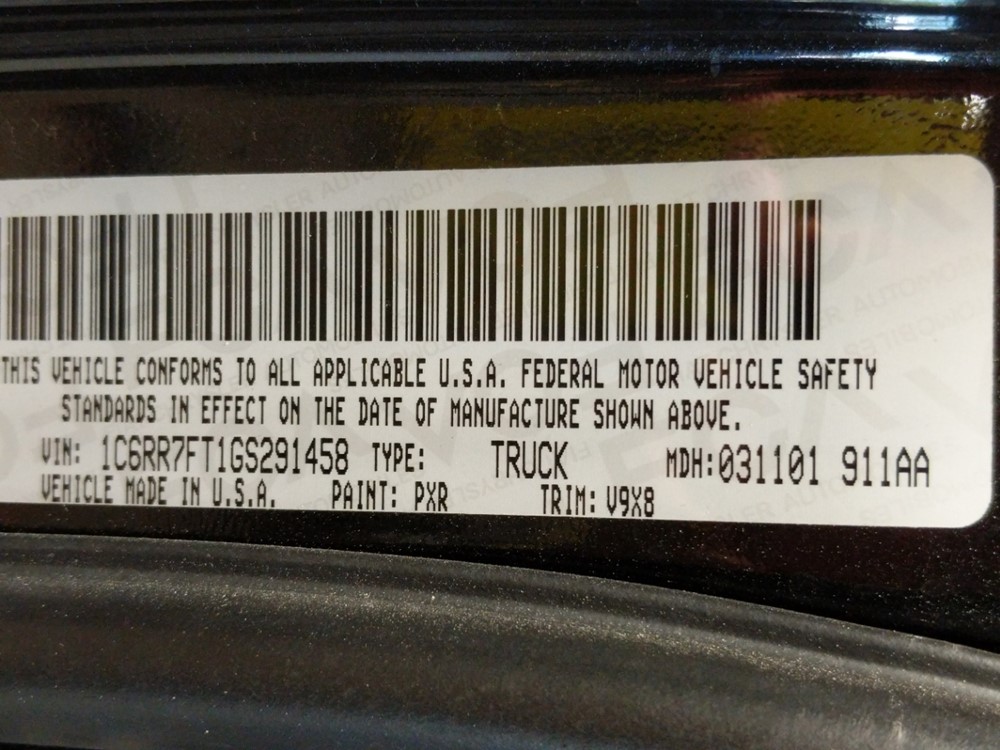 THIS VEHICLE CONFORMS TO ALL APPLICABLE U.S.A. FEDERAL MOTOR VEHICLE SAFETY
STANDARDS IN EFFECT ON THE DATE OF MANUFACTURE SHOWN ABOVE.
VIN: 1C6RR7FT1GS291458 TYPE: TRUCK MDH:031101 911AA
VEHICLE MADE IN U.S.A. PAINT: PXR TRIM: V9X8